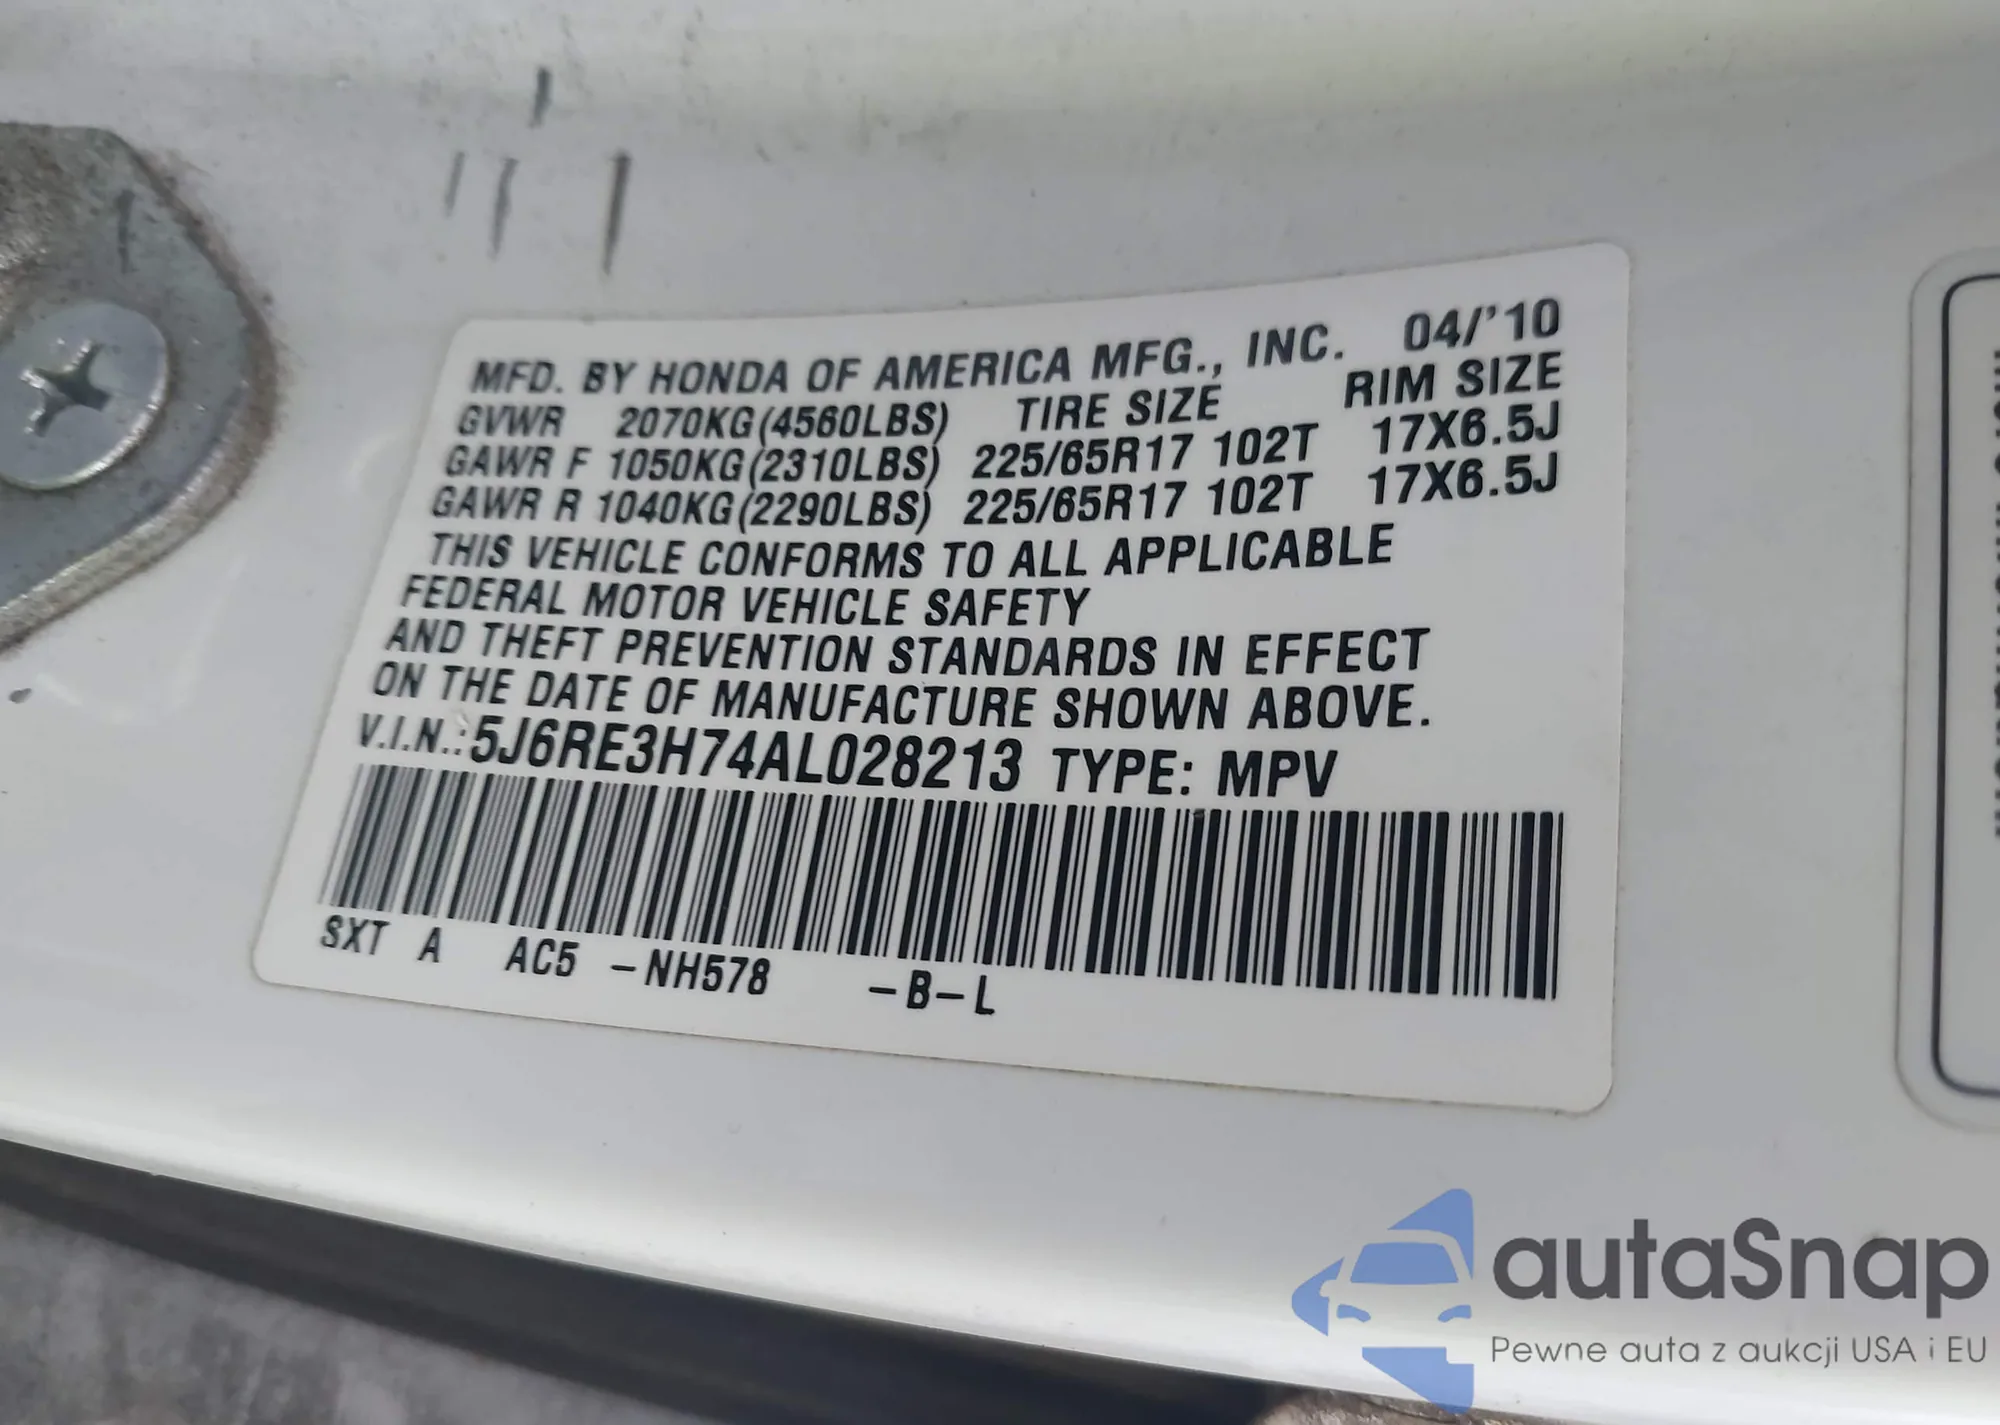 MFD. BY HONDA OF AMERICA MFG., INC. 04/'10
GVWR 2070KG(4560LBS) TIRE SIZE RIM SIZE
GAWR F 1050KG(2310LBS) 225/65R17 102T 17X6.5J
GAWR R 1040KG(2290LBS) 225/65R17 102T 17X6.5J
THIS VEHICLE CONFORMS TO ALL APPLICABLE
FEDERAL MOTOR VEHICLE SAFETY
AND THEFT PREVENTION STANDARDS IN EFFECT
ON THE DATE OF MANUFACTURE SHOWN ABOVE.
V.I.N.: 5J6RE3H74AL028213 TYPE: MPV
SXT A AC5 -NH578 -B-L
autaSnap
Pewne auta z aukcji USA i EU